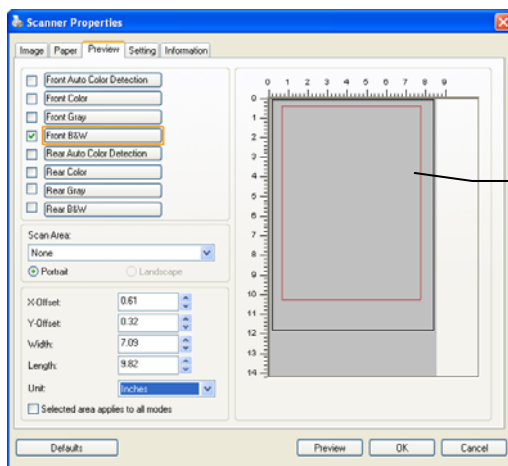 Scanner Properties
Image Paper Preview Setting Information
Front Auto Color Detection
Front Color
Front Gray
Front B&W
Rear Auto Color Detection
Rear Color
Rear Gray
Rear B&W
Scan Area:
None
Portrait Landscape
X-Offset: 0.61
Y-Offset: 0.32
Width: 7.09
Length: 9.82
Unit: Inches
Selected area applies to all modes
0 1 2 3 4 5 6 7 8 9
0
1
2
3
4
5
6
7
8
9
10
11
12
13
14
Defaults Preview OK Cancel